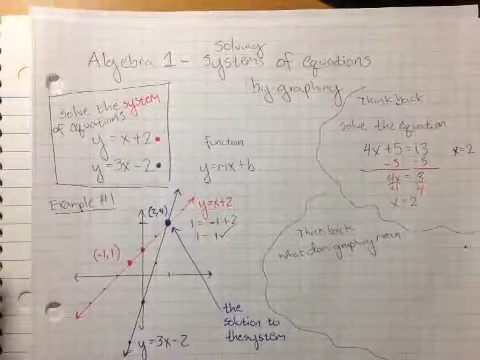 Algebra 1 - solving systems of equations
by graphing
solve the system
of equations
y = x+2
y = 3x-2
Function
y=mx+b
Think back
Solve the equation
4x+5=13
-5 -5
4x = 8
4 4
x=2
x=2
Example #1
(2,4)
y=x+2
1 = -1+2
1 = 1 ✓
(-1,1)
Think back
what does graphing mean
the
solution to
the system
y=3x-2